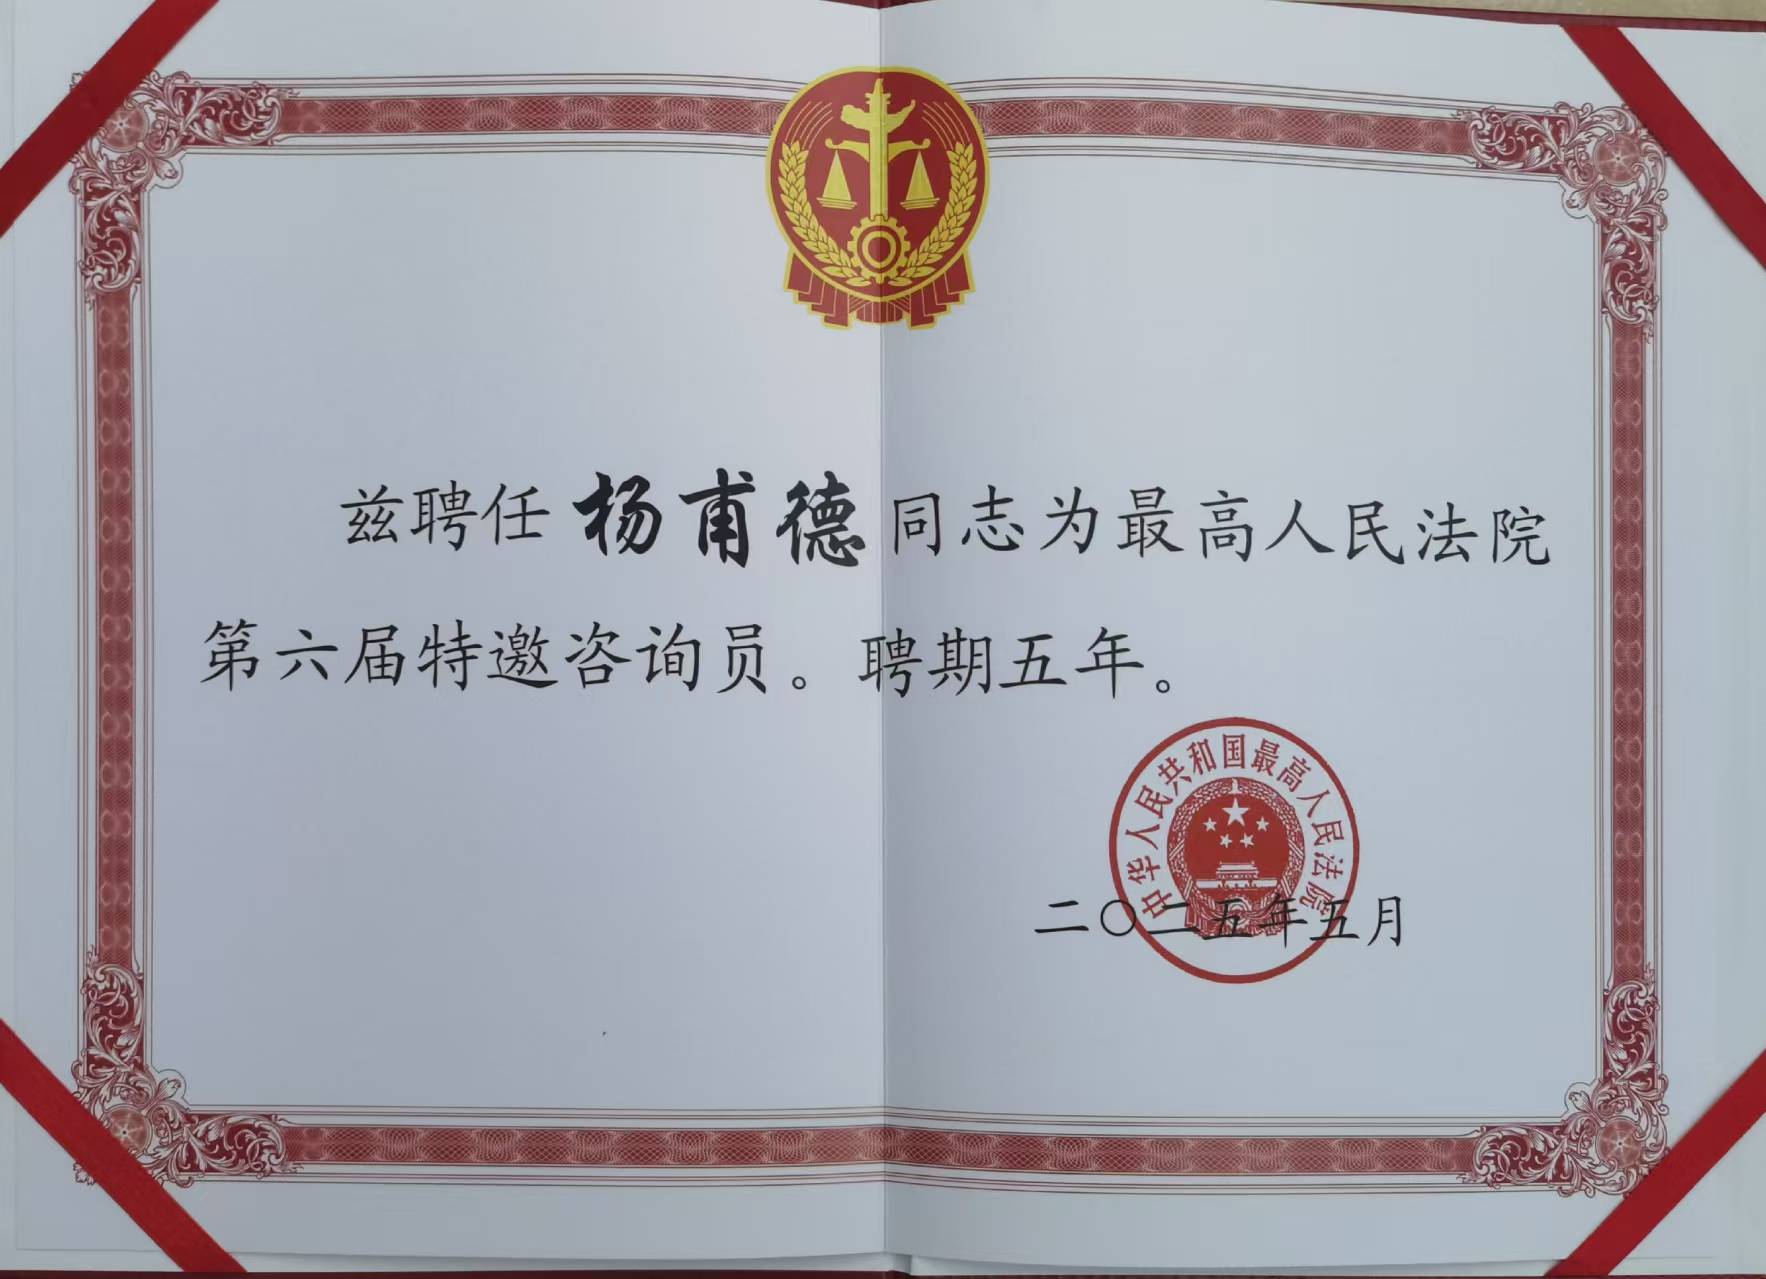 兹聘任杨甫德同志为最高人民法院
第六届特邀咨询员。聘期五年。
中华人民共和国最高人民法院
二〇二五年五月